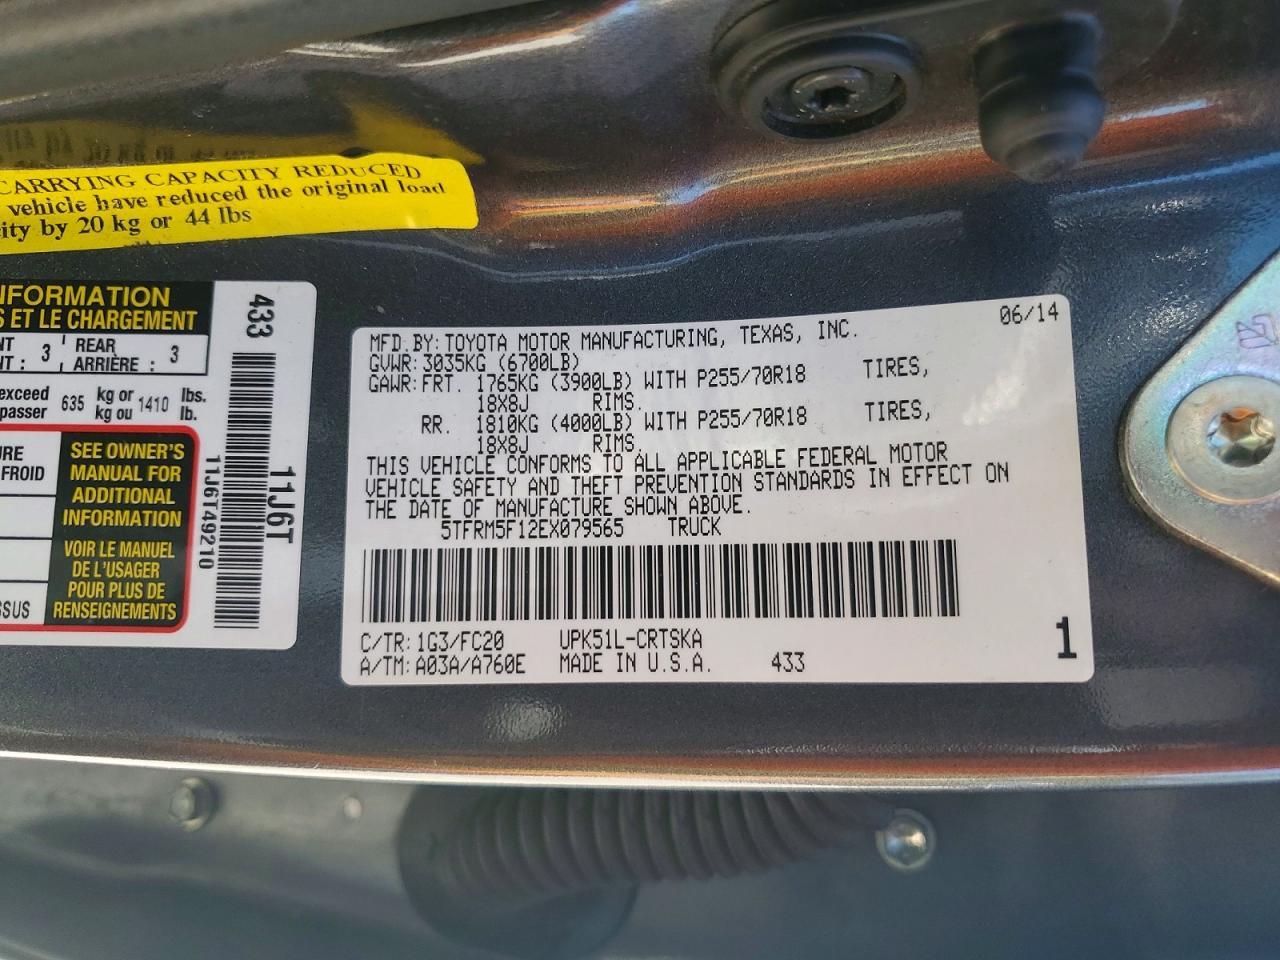 CARRYING CAPACITY REDUCED
vehicle have reduced the original load
ity by 20 kg or 44 lbs
NFORMATION
S ET LE CHARGEMENT
NT : 3 REAR ARRIÈRE : 3
exceed passer 635 kg or kg ou 1410 lbs. lb.
URE
FROID
SEE OWNER'S
MANUAL FOR
ADDITIONAL
INFORMATION
VOIR LE MANUEL
DE L'USAGER
POUR PLUS DE
RENSEIGNEMENTS
SSUS
433
11J6T
11J6T49210
06/14
MFD.BY:TOYOTA MOTOR MANUFACTURING, TEXAS, INC.
GVWR:3035KG (6700LB)
GAWR:FRT. 1765KG (3900LB) WITH P255/70R18 TIRES,
18X8J RIMS.
RR. 1810KG (4000LB) WITH P255/70R18 TIRES,
18X8J RIMS.
THIS VEHICLE CONFORMS TO ALL APPLICABLE FEDERAL MOTOR
VEHICLE SAFETY AND THEFT PREVENTION STANDARDS IN EFFECT ON
THE DATE OF MANUFACTURE SHOWN ABOVE.
5TFRM5F12EX079565 TRUCK
C/TR:1G3/FC20 UPK51L-CRTSKA
A/TM:A03A/A760E MADE IN U.S.A. 433
1